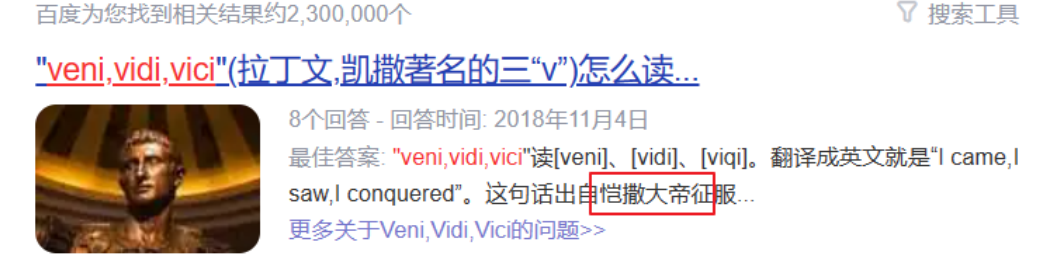 百度为您找到相关结果约2,300,000个 搜索工具
"veni,vidi,vici"(拉丁文,凯撒著名的三“v”)怎么读...
8个回答 - 回答时间: 2018年11月4日
最佳答案: "veni,vidi,vici"读[veni]、[vidi]、[viqi]。翻译成英文就是“I came,I
saw,I conquered”。这句话出自恺撒大帝征服...
更多关于Veni,Vidi,Vici的问题>>